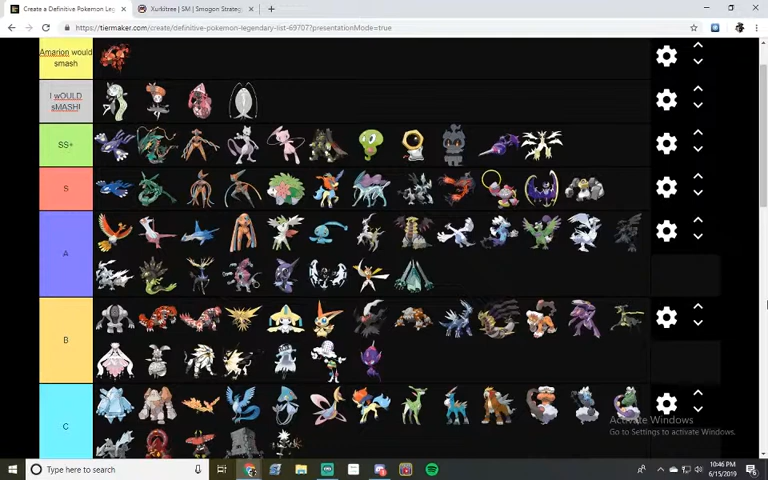 Create a Definitive Pokemon Leg
Xurkitree | SM | Smogon Strateg
https://tiermaker.com/create/definitive-pokemon-legendary-list-69707?presentationMode=true
Amarion would
smash
I wOULD
sMASH!
SS+
S
A
B
C
Activate Windows
Go to Settings to activate Windows.
Type here to search
10:46 PM
6/15/2019